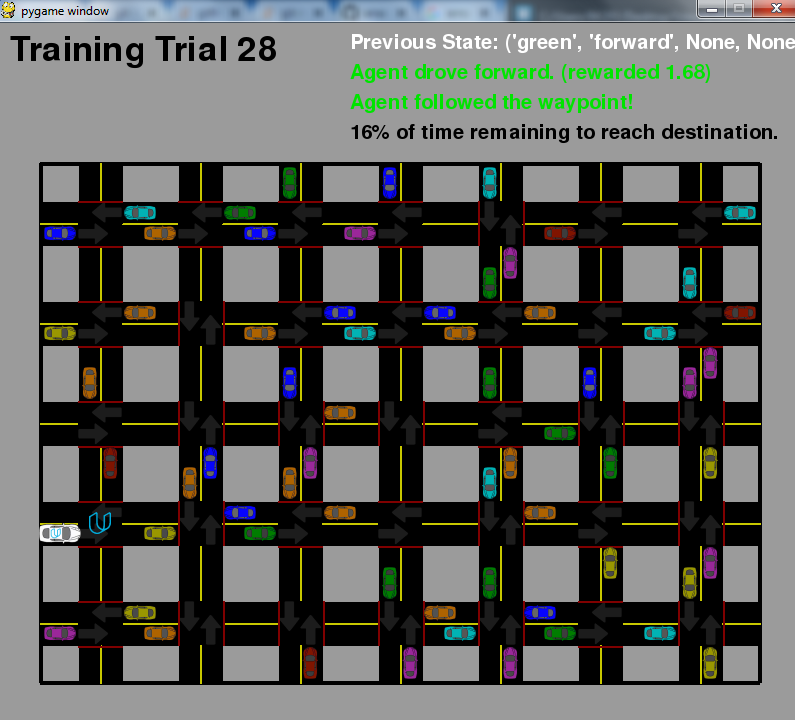 pygame window
Training Trial 28
Previous State: ('green', 'forward', None, None
Agent drove forward. (rewarded 1.68)
Agent followed the waypoint!
16% of time remaining to reach destination.